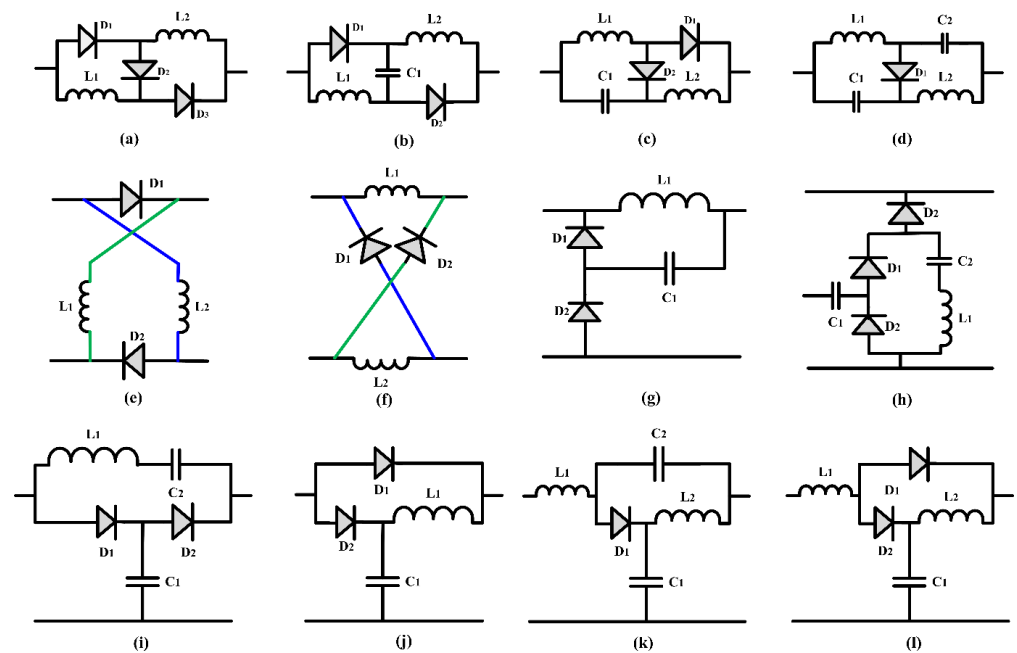 D1 L2
L1 D2
D3
(a)
D1 L2
L1 C1
D2
(b)
L1 D1
C1 D2 L2
(c)
L1 C2
C1 D1 L2
(d)
D1
L1 L2
D2
(e)
L1
D1 D2
L2
(f)
L1
D1
C1
D2
(g)
D2
D1 C2
C1 D2 L1
(h)
L1
C2
D1 D2
C1
(i)
D1
L1
D2
C1
(j)
C2
L1
L2
D1
C1
(k)
L1
D1
L2
D2
C1
(l)